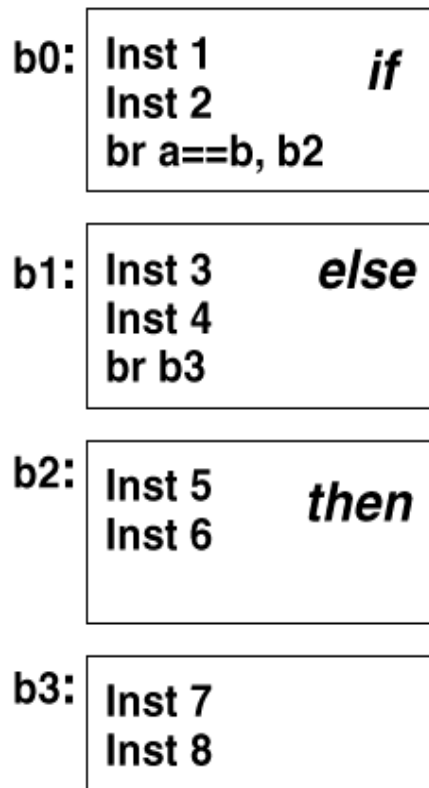 b0: Inst 1 if
Inst 2
br a==b, b2
b1: Inst 3 else
Inst 4
br b3
b2: Inst 5 then
Inst 6
b3: Inst 7
Inst 8